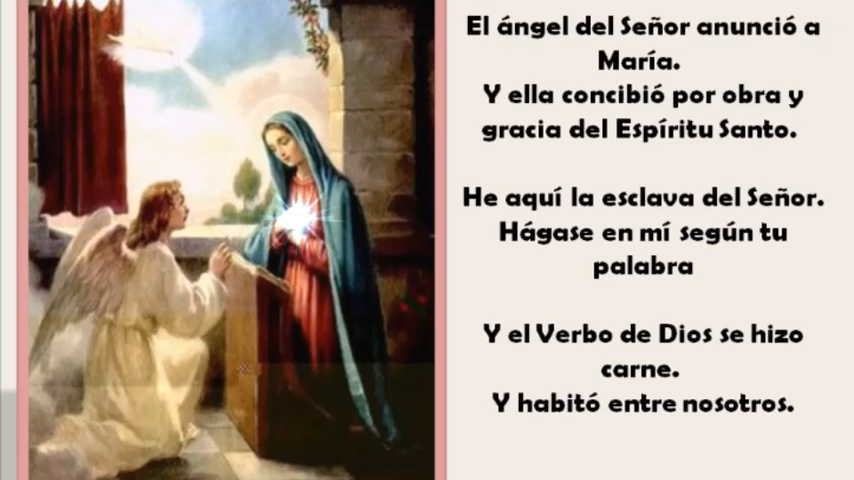 El ángel del Señor anunció a
María.
Y ella concibió por obra y
gracia del Espíritu Santo.
He aquí la esclava del Señor.
Hágase en mí según tu
palabra
Y el Verbo de Dios se hizo
carne.
Y habitó entre nosotros.